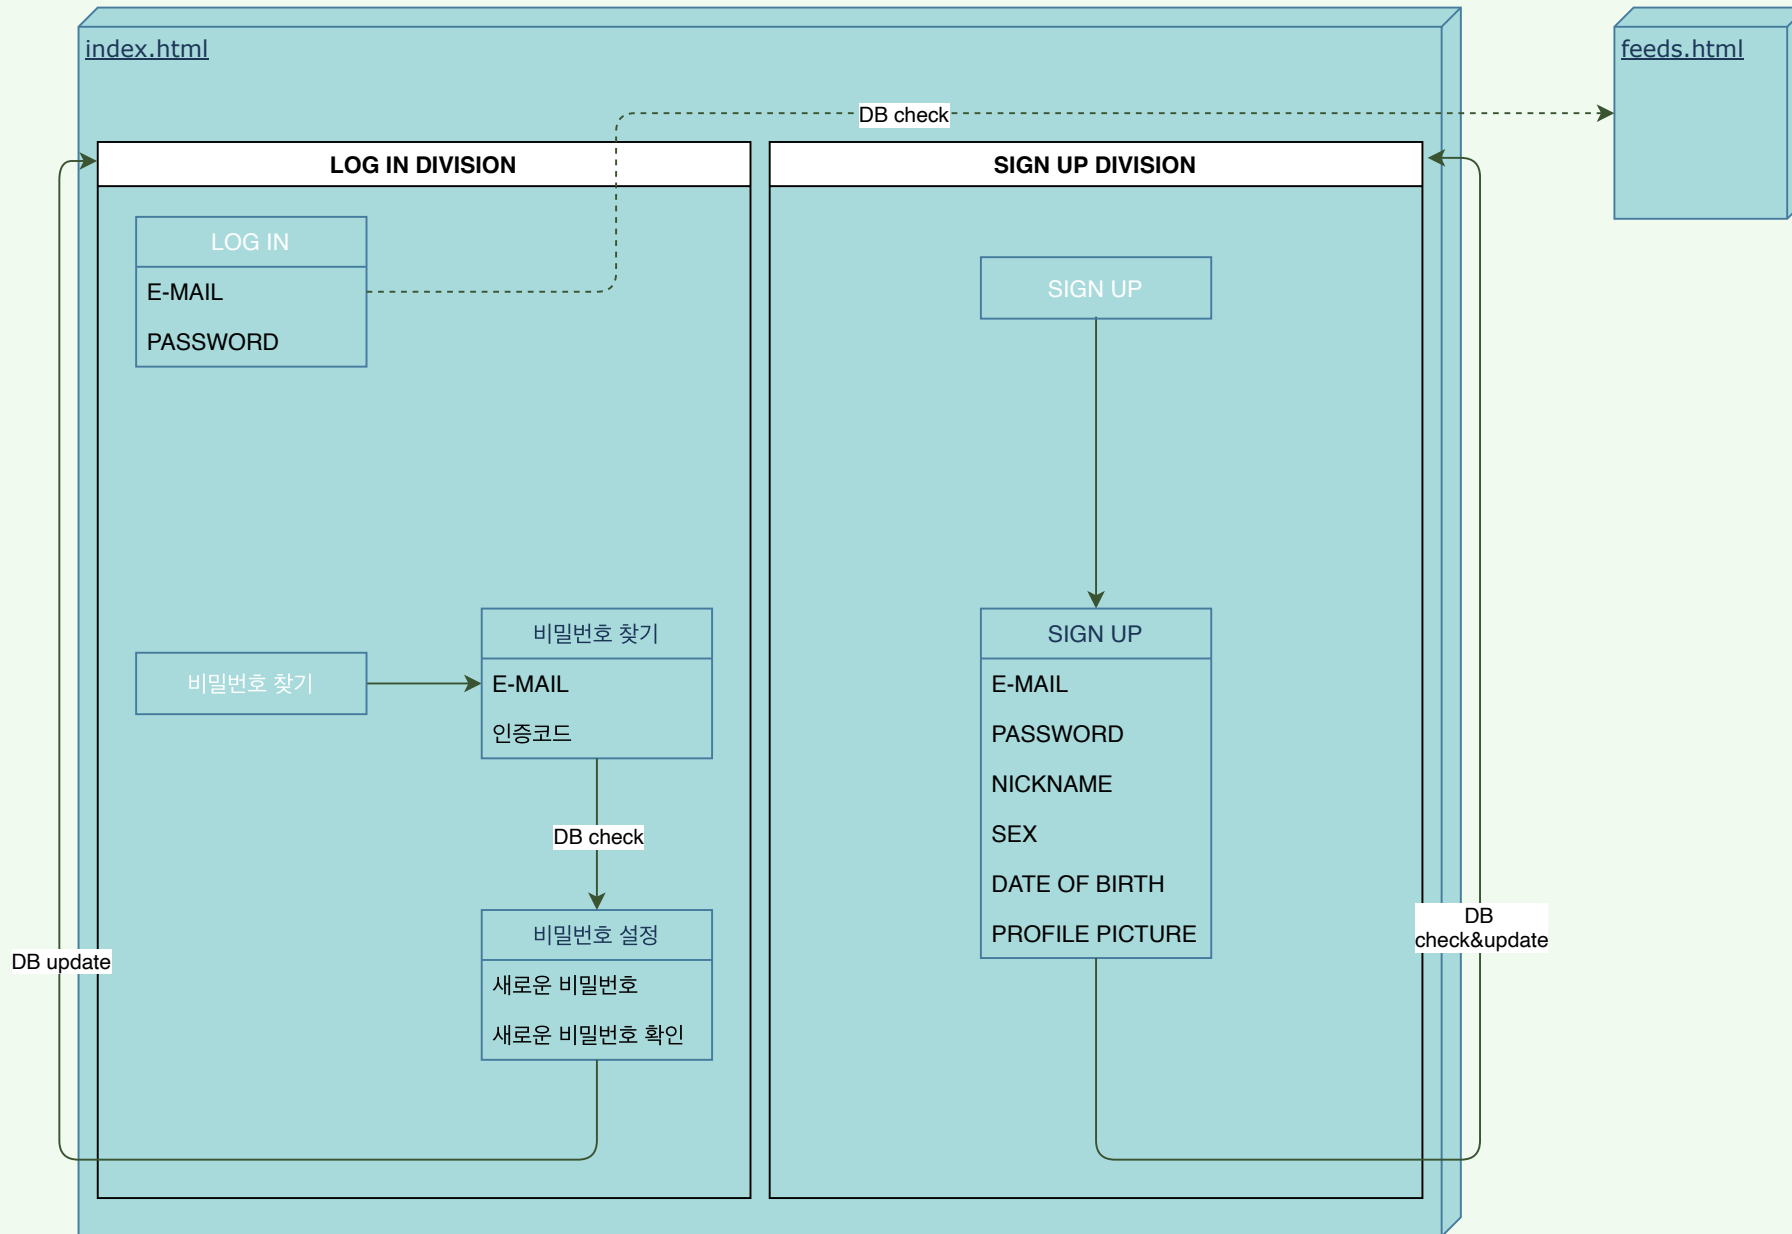 index.html
feeds.html
DB check
LOG IN DIVISION
SIGN UP DIVISION
LOG IN
E-MAIL
PASSWORD
SIGN UP
비밀번호 찾기
비밀번호 찾기
E-MAIL
인증코드
DB check
비밀번호 설정
새로운 비밀번호
새로운 비밀번호 확인
DB update
SIGN UP
E-MAIL
PASSWORD
NICKNAME
SEX
DATE OF BIRTH
PROFILE PICTURE
DB
check&update